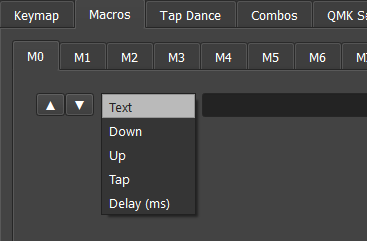 Keymap Macros Tap Dance Combos QMK S
M0 M1 M2 M3 M4 M5 M6
▲ ▼ Text
Down
Up
Tap
Delay (ms)